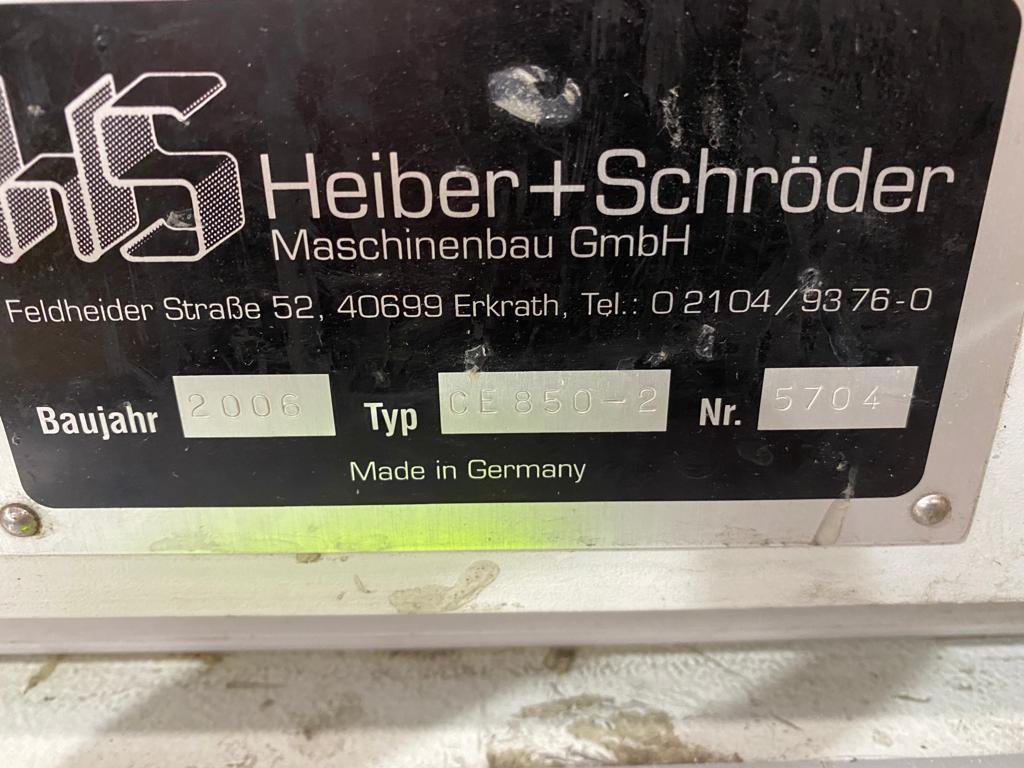 HS
Heiber+Schröder
Maschinenbau GmbH
Feldheider Straße 52, 40699 Erkrath, Tel.: 0 2104/93 76-0
Baujahr 2006 Typ CE 850-2 Nr. 5704
Made in Germany